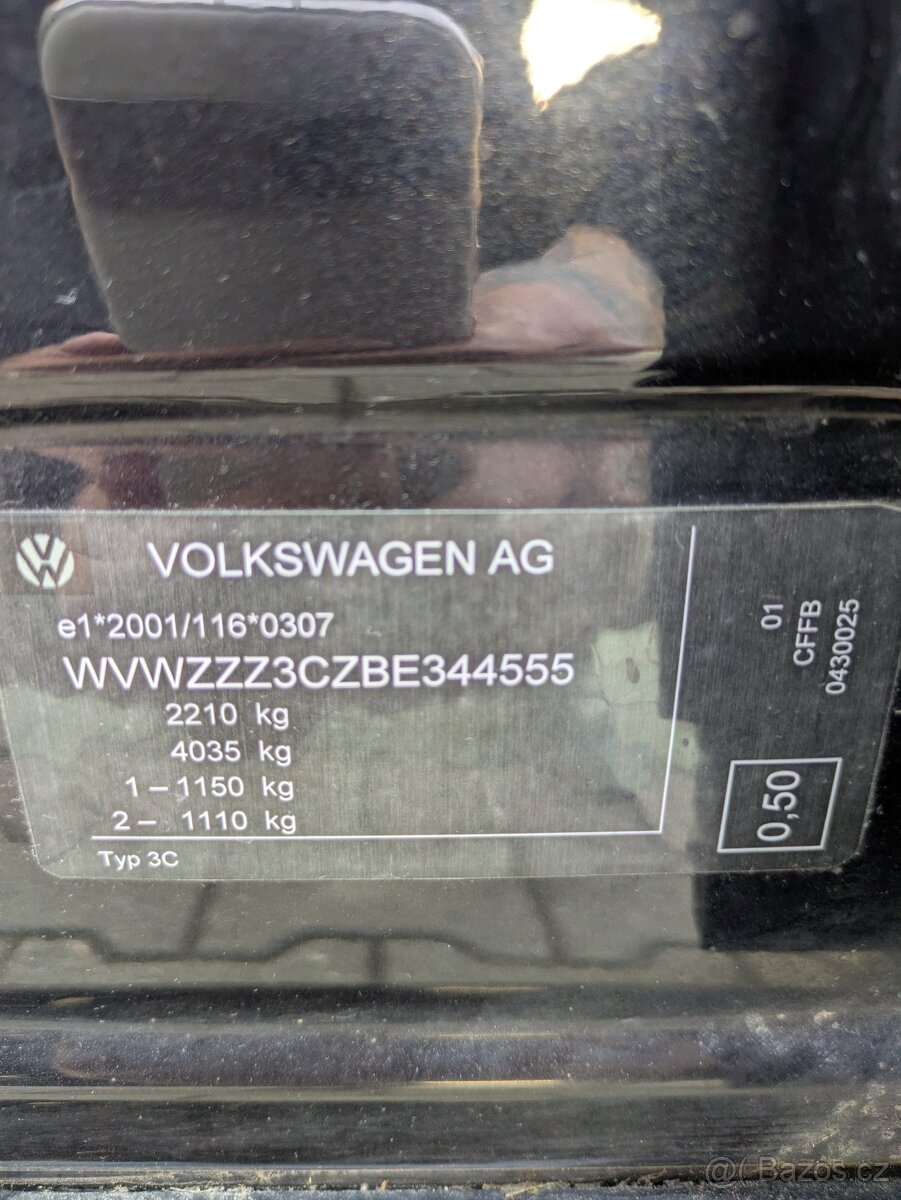 VOLKSWAGEN AG
e1*2001/116*0307
WVWZZZ3CZBE344555
2210 kg
4035 kg
1 – 1150 kg
2 – 1110 kg
Typ 3C
01
CFFB
0430025
0,50
@( Bazos.cz